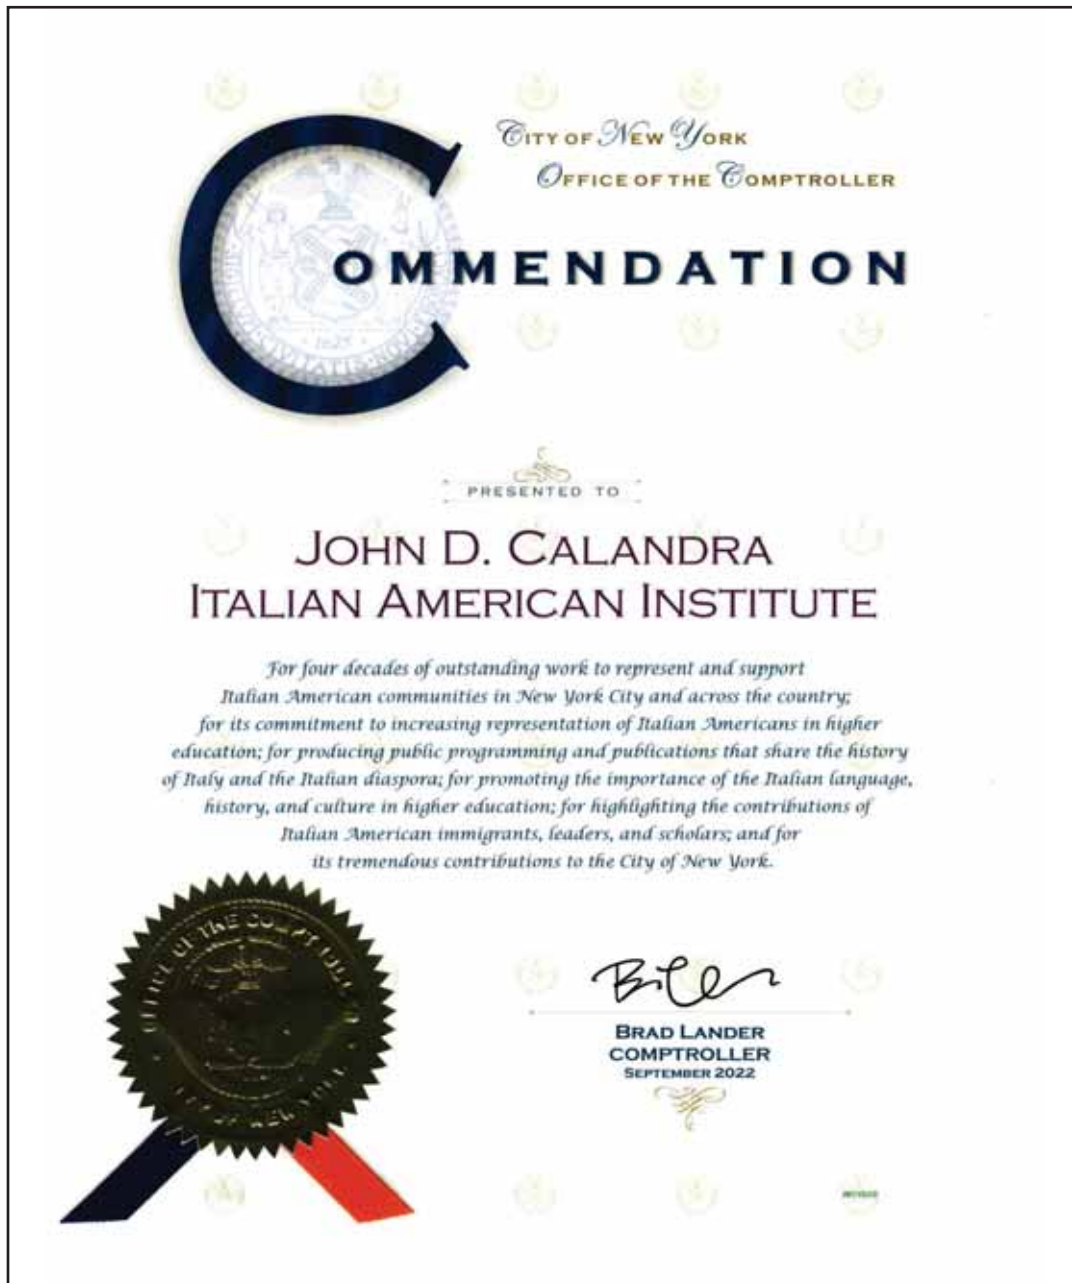 CITY OF NEW YORK
OFFICE OF THE COMPTROLLER
COMMENDATION
PRESENTED TO
JOHN D. CALANDRA
ITALIAN AMERICAN INSTITUTE
For four decades of outstanding work to represent and support
Italian American communities in New York City and across the country;
for its commitment to increasing representation of Italian Americans in higher
education; for producing public programming and publications that share the history
of Italy and the Italian diaspora; for promoting the importance of the Italian language,
history, and culture in higher education; for highlighting the contributions of
Italian American immigrants, leaders, and scholars; and for
its tremendous contributions to the City of New York.
OFFICE OF THE COMPTROLLER
BRAD LANDER
COMPTROLLER
SEPTEMBER 2022